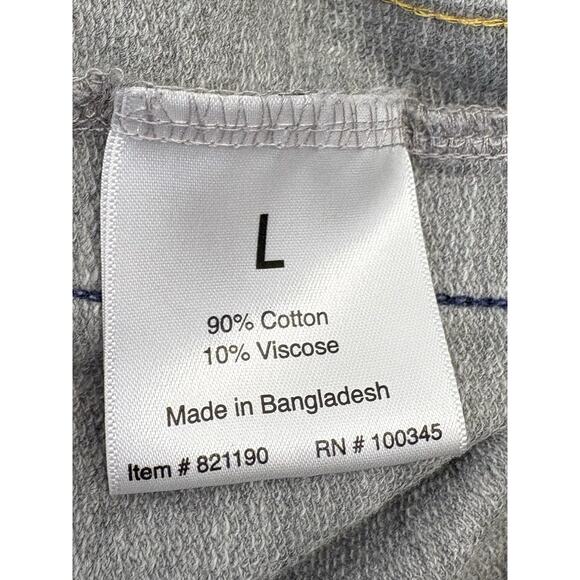 L
90% Cotton
10% Viscose
Made in Bangladesh
Item # 821190 RN # 100345